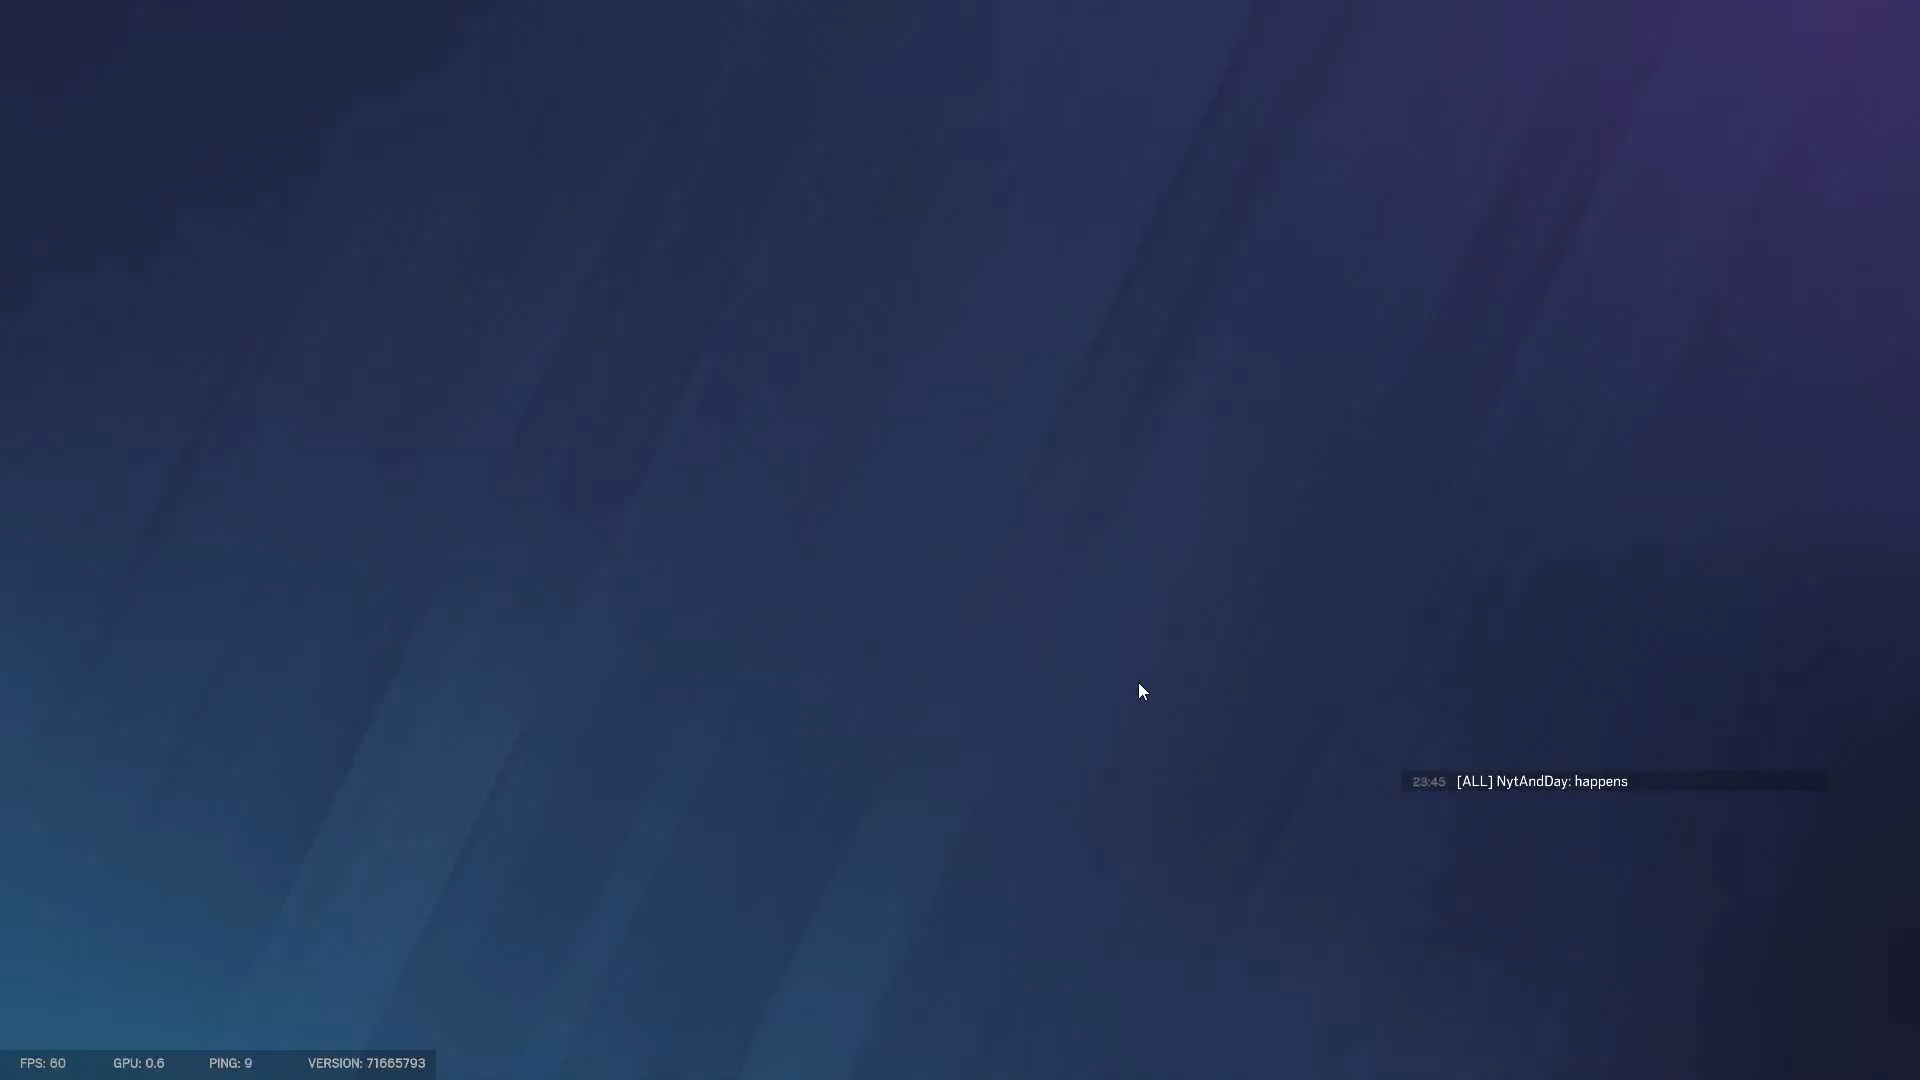 23:45 [ALL] NytAndDay: happens
FPS: 60 GPU: 0.6 PING: 9 VERSION: 71665793